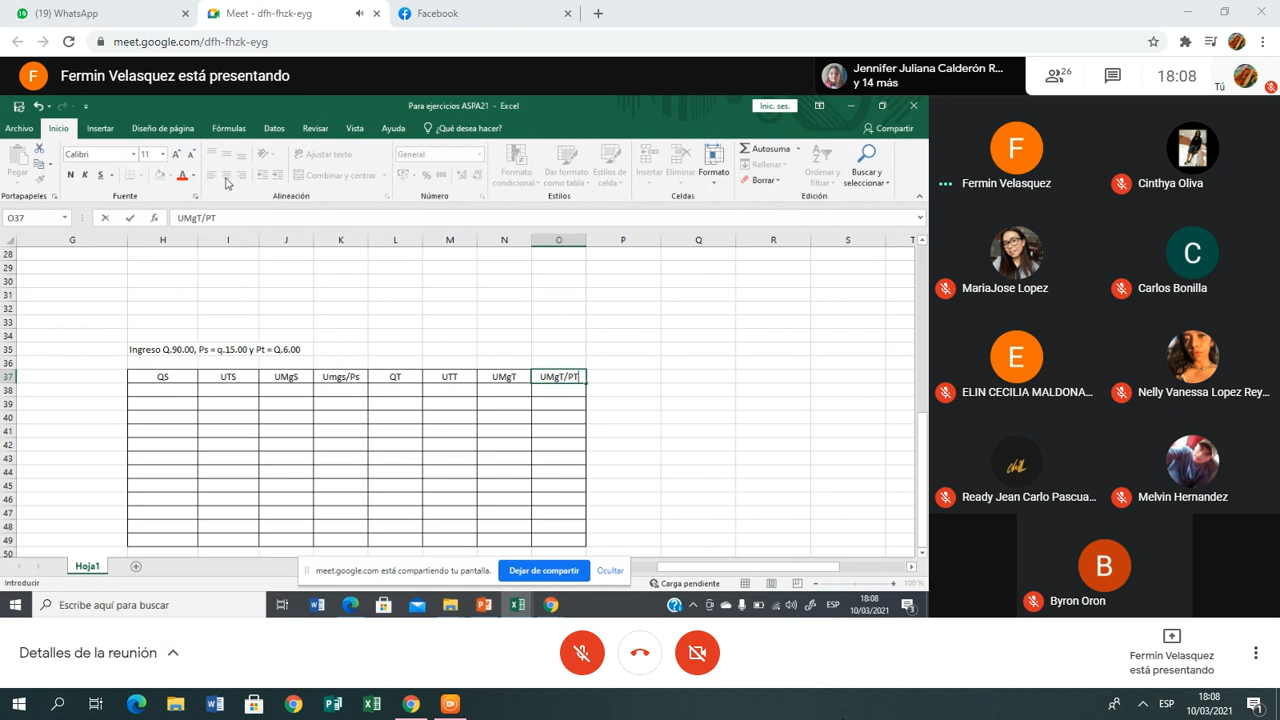 (19) WhatsApp
Meet - dfh-fhzk-eyg
Facebook
meet.google.com/dfh-fhzk-eyg
F
Fermin Velasquez está presentando
Jennifer Juliana Calderón R...
y 14 más
26
18:08
Tú
Para ejercicios ASPA21 - Excel
Inic. ses.
Archivo
Inicio
Insertar
Diseño de página
Fórmulas
Datos
Revisar
Vista
Ayuda
¿Qué desea hacer?
Compartir
Pegar
Calibri
11
Ajustar texto
General
Autosuma
N K S
Combinar y centrar
Formato condicional
Dar formato como tabla
Estilos de celda
Insertar
Eliminar
Formato
Rellenar
Borrar
Ordenar y filtrar
Buscar y seleccionar
Portapapeles
Fuente
Alineación
Número
Estilos
Celdas
Edición
O37
UMgT/PT
G H I J K L M N O P Q R S T
28
29
30
31
32
33
34
35 Ingreso Q.90.00, Ps = q.15.00 y Pt = Q.6.00
36
37 QS UTS UMgS Umgs/Ps QT UTT UMgT UMgT/PT
38
39
40
41
42
43
44
45
46
47
48
49
50
Hoja1
meet.google.com está compartiendo tu pantalla.
Dejar de compartir
Ocultar
Introducir
Carga pendiente
100 %
Escribe aquí para buscar
ESP
18:08
10/03/2021
3
F
Fermin Velasquez
Cinthya Oliva
MariaJose Lopez
C
Carlos Bonilla
E
ELIN CECILIA MALDONA...
Nelly Vanessa Lopez Rey...
Ready Jean Carlo Pascua...
Melvin Hernandez
B
Byron Oron
Detalles de la reunión
Fermin Velasquez
está presentando
ESP
18:08
10/03/2021
1